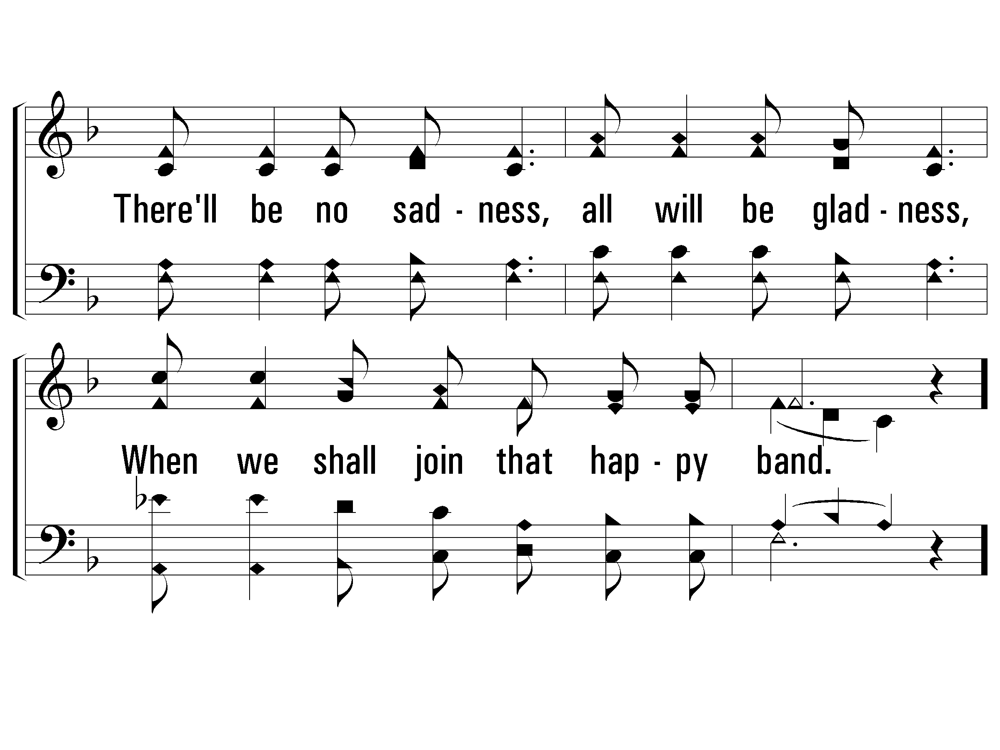 There'll be no sad - ness, all will be glad - ness,
When we shall join that hap - py band.